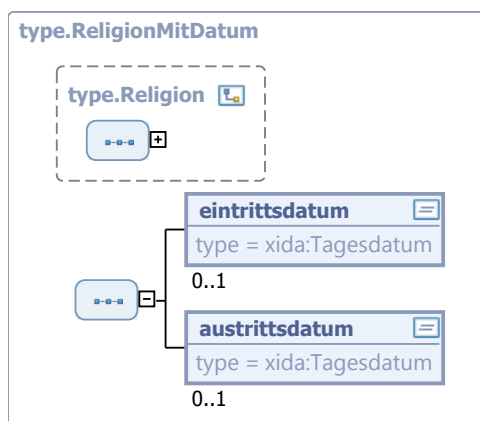 type.ReligionMitDatum
type.Religion
eintrittsdatum
type = xida:Tagesdatum
0..1
austrittsdatum
type = xida:Tagesdatum
0..1